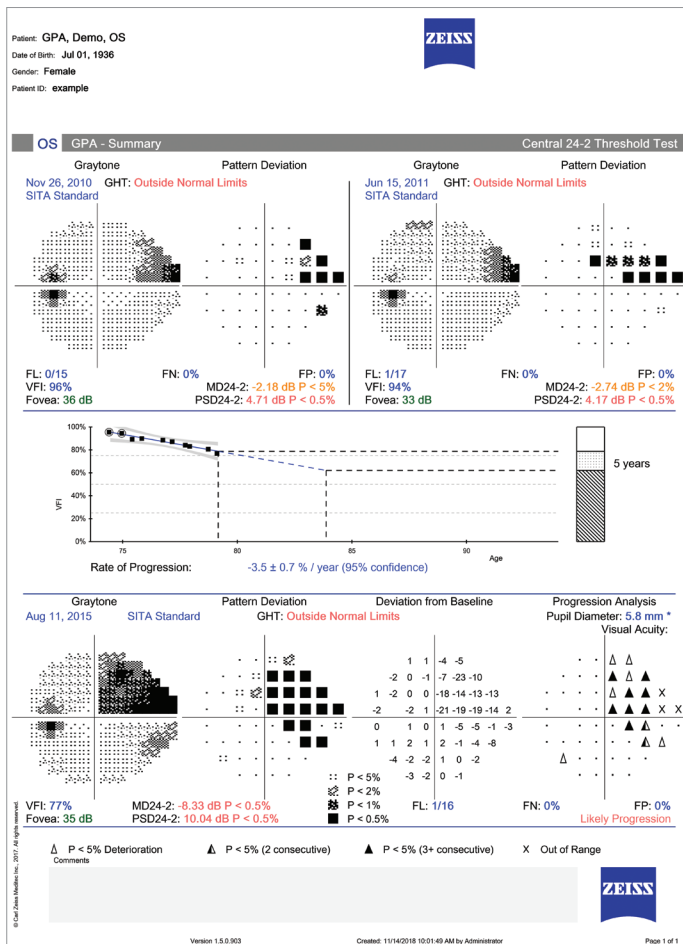 ZEISS
Patient: GPA, Demo, OS
Date of Birth: Jul 01, 1936
Gender: Female
Patient ID: example
OS GPA - Summary Central 24-2 Threshold Test
Graytone Pattern Deviation Graytone Pattern Deviation
Nov 26, 2010 GHT: Outside Normal Limits Jun 15, 2011 GHT: Outside Normal Limits
SITA Standard SITA Standard
FL: 0/15 FN: 0% FP: 0% FL: 1/17 FN: 0% FP: 0%
VFI: 96% MD24-2: -2.18 dB P < 5% VFI: 94% MD24-2: -2.74 dB P < 2%
Fovea: 36 dB PSD24-2: 4.71 dB P < 0.5% Fovea: 33 dB PSD24-2: 4.17 dB P < 0.5%
100%
80%
60%
40%
20%
0%
VFI
75 80 85 90
Age
5 years
Rate of Progression: -3.5 ± 0.7 % / year (95% confidence)
Graytone Pattern Deviation Deviation from Baseline Progression Analysis
Aug 11, 2015 SITA Standard GHT: Outside Normal Limits Pupil Diameter: 5.8 mm *
Visual Acuity:
1 1 -4 -5
-2 0 -1 -7 -23 -10
1 -2 0 0 -18 -14 -13 -13 X
-2 -2 1 -21 -19 -19 -14 2 X X
0 1 0 1 -5 -5 -1 -3
1 1 2 1 -2 -1 -4 -8
-4 -2 -2 1 0 -2
-3 -2 0 -1
P < 5%
P < 2%
P < 1%
P < 0.5%
VFI: 77% MD24-2: -8.33 dB P < 0.5% FL: 1/16 FN: 0% FP: 0%
Fovea: 35 dB PSD24-2: 10.04 dB P < 0.5% Likely Progression
P < 5% Deterioration P < 5% (2 consecutive) P < 5% (3+ consecutive) X Out of Range
Comments
ZEISS
© Carl Zeiss Meditec Inc., 2017. All rights reserved.
Version 1.5.0.903 Created: 11/14/2018 10:01:49 AM by Administrator Page 1 of 1